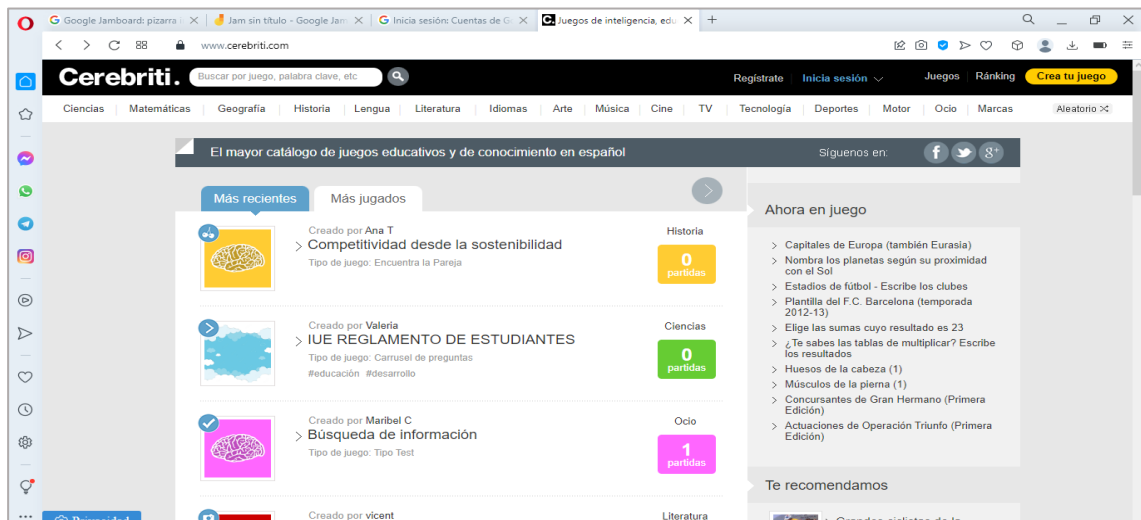 Google Jamboard: pizarra i
Jam sin título - Google Jam
Inicia sesión: Cuentas de G
Juegos de inteligencia, edu
www.cerebriti.com
Cerebriti.
Buscar por juego, palabra clave, etc
Regístrate
Inicia sesión
Juegos
Ránking
Crea tu juego
Ciencias
Matemáticas
Geografía
Historia
Lengua
Literatura
Idiomas
Arte
Música
Cine
TV
Tecnología
Deportes
Motor
Ocio
Marcas
Aleatorio
El mayor catálogo de juegos educativos y de conocimiento en español
Síguenos en:
Más recientes
Más jugados
Creado por Ana T
Competitividad desde la sostenibilidad
Tipo de juego: Encuentra la Pareja
Historia
0
partidas
Creado por Valeria
IUE REGLAMENTO DE ESTUDIANTES
Tipo de juego: Carrusel de preguntas
#educación #desarrollo
Ciencias
0
partidas
Creado por Maribel C
Búsqueda de información
Tipo de juego: Tipo Test
Ocio
1
partidas
Creado por vicent
Literatura
Ahora en juego
Capitales de Europa (también Eurasia)
Nombra los planetas según su proximidad
con el Sol
Estadios de fútbol - Escribe los clubes
Plantilla del F.C. Barcelona (temporada
2012-13)
Elige las sumas cuyo resultado es 23
¿Te sabes las tablas de multiplicar? Escribe
los resultados
Huesos de la cabeza (1)
Músculos de la pierna (1)
Concursantes de Gran Hermano (Primera
Edición)
Actuaciones de Operación Triunfo (Primera
Edición)
Te recomendamos
Grandes ciclistas de la
Privacidad